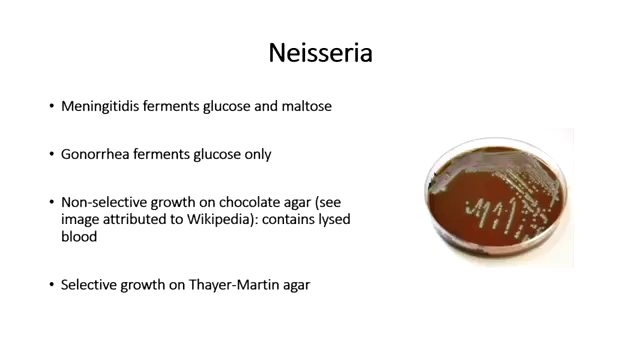 Neisseria
• Meningitidis ferments glucose and maltose
• Gonorrhea ferments glucose only
• Non-selective growth on chocolate agar (see
image attributed to Wikipedia): contains lysed
blood
• Selective growth on Thayer-Martin agar